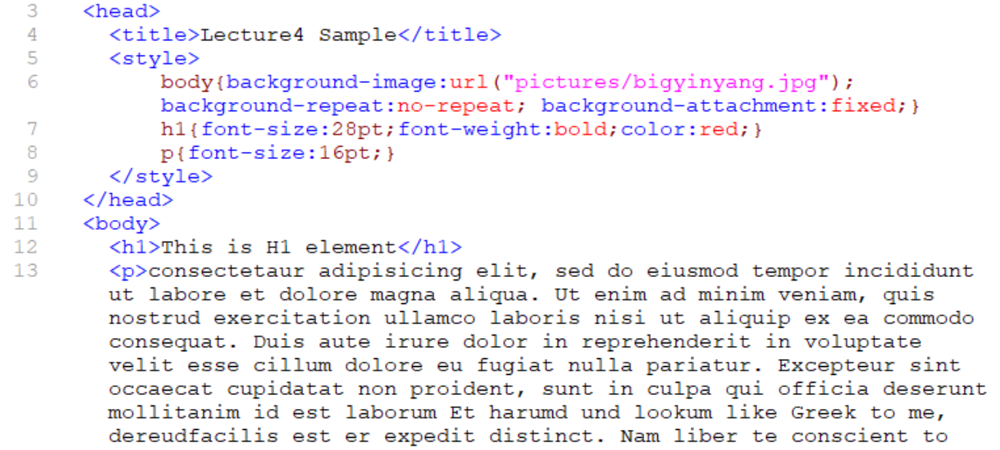 3 <head>
4 <title>Lecture4 Sample</title>
5 <style>
6 body{background-image:url("pictures/bigyinyang.jpg");
background-repeat:no-repeat; background-attachment:fixed;}
7 h1{font-size:28pt;font-weight:bold;color:red;}
8 p{font-size:16pt;}
9 </style>
10 </head>
11 <body>
12 <h1>This is H1 element</h1>
13 <p>consectetaur adipisicing elit, sed do eiusmod tempor incididunt
ut labore et dolore magna aliqua. Ut enim ad minim veniam, quis
nostrud exercitation ullamco laboris nisi ut aliquip ex ea commodo
consequat. Duis aute irure dolor in reprehenderit in voluptate
velit esse cillum dolore eu fugiat nulla pariatur. Excepteur sint
occaecat cupidatat non proident, sunt in culpa qui officia deserunt
mollitanim id est laborum Et harumd und lookum like Greek to me,
dereudfacilis est er expedit distinct. Nam liber te conscient to